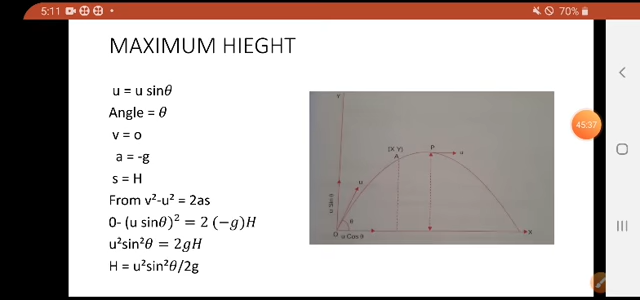 5:11
70%
MAXIMUM HIEGHT
u = u sinθ
Angle = θ
v = o
a = -g
s = H
From v²-u² = 2as
0- (u sinθ)² = 2 (−g)H
u²sin²θ = 2gH
H = u²sin²θ/2g
Y
(X Y)
A
P
u
u
u Sin θ
θ
O
u Cos θ
X
45:37